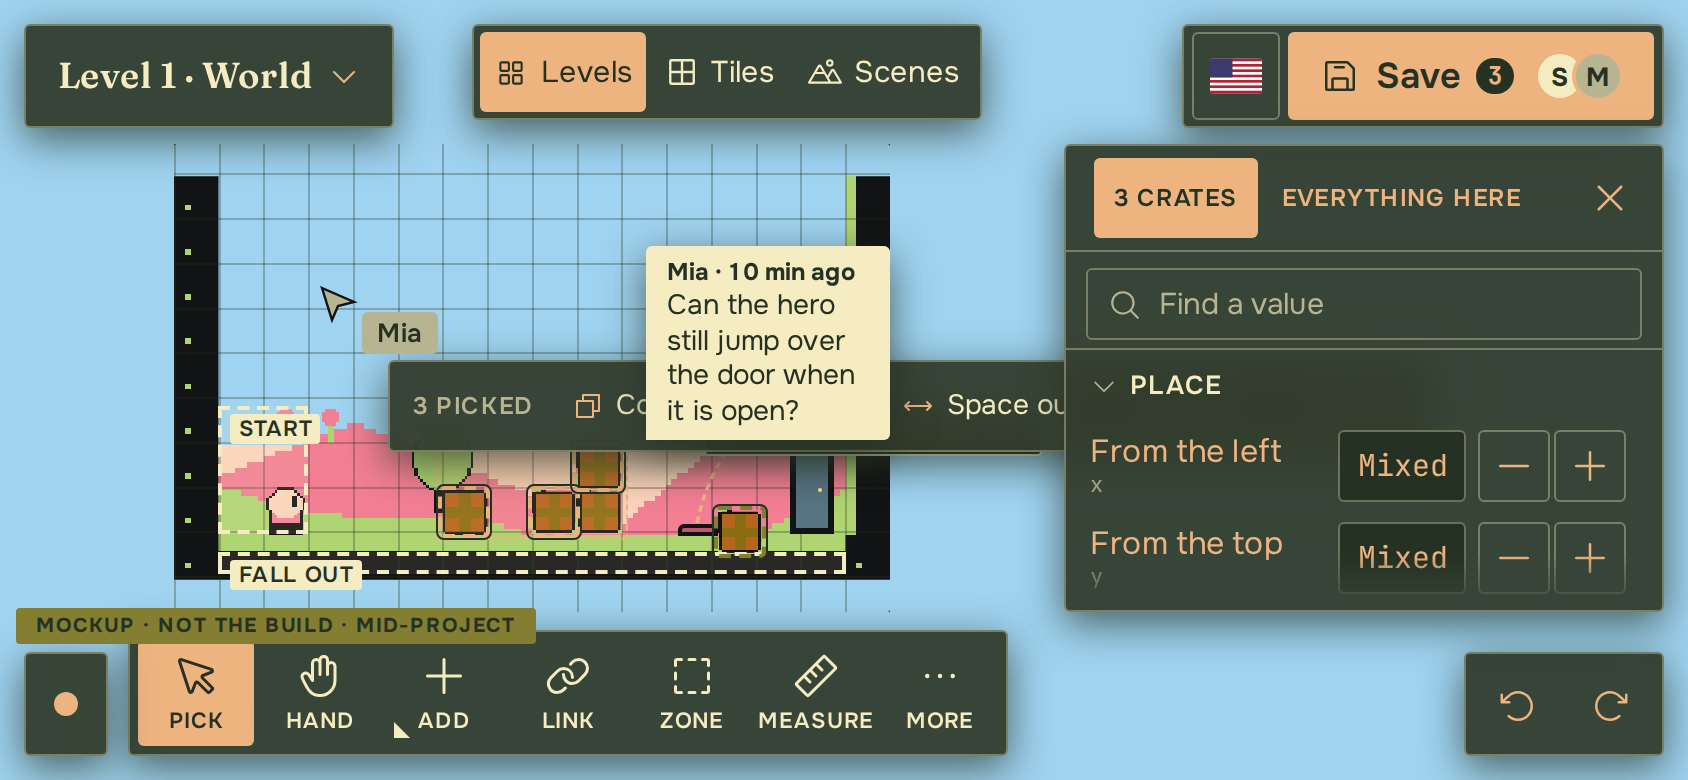 Level 1 · World
Levels
Tiles
Scenes
Save 3
S M
3 CRATES
EVERYTHING HERE
Find a value
PLACE
From the left
x
Mixed
From the top
y
Mixed
Mia · 10 min ago
Can the hero
still jump over
the door when
it is open?
Mia
3 PICKED
Space
START
FALL OUT
MOCKUP · NOT THE BUILD · MID-PROJECT
PICK
HAND
ADD
LINK
ZONE
MEASURE
MORE